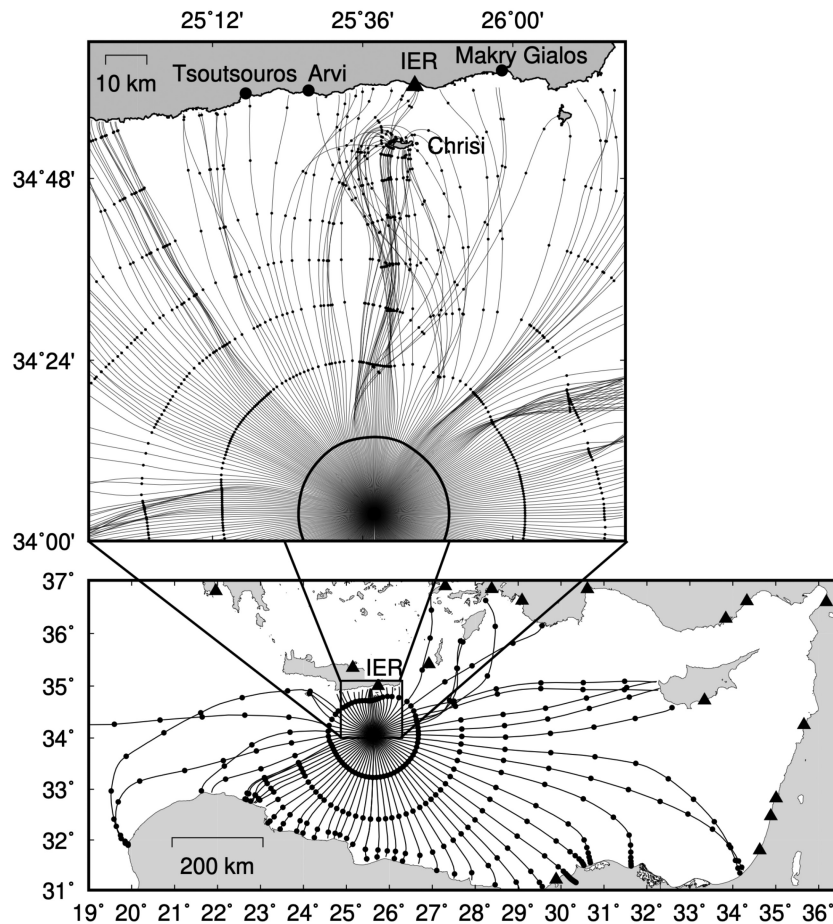 25˚12' 25˚36' 26˚00'
10 km
Tsoutsouros Arvi IER Makry Gialos
Chrisi
34˚48'
34˚24'
34˚00'
37˚
36˚
35˚
34˚
33˚
32˚
31˚
IER
200 km
19˚ 20˚ 21˚ 22˚ 23˚ 24˚ 25˚ 26˚ 27˚ 28˚ 29˚ 30˚ 31˚ 32˚ 33˚ 34˚ 35˚ 36˚